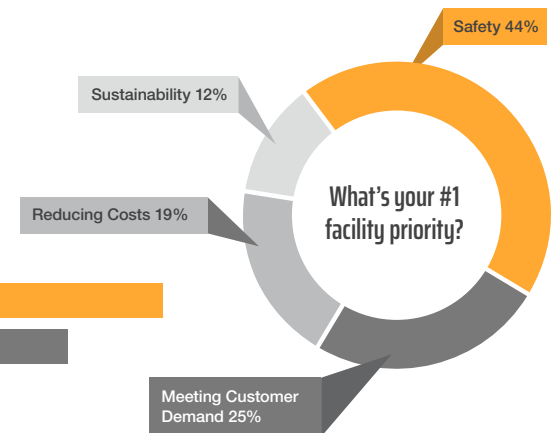 Safety 44%
Sustainability 12%
What's your #1
facility priority?
Reducing Costs 19%
Meeting Customer
Demand 25%